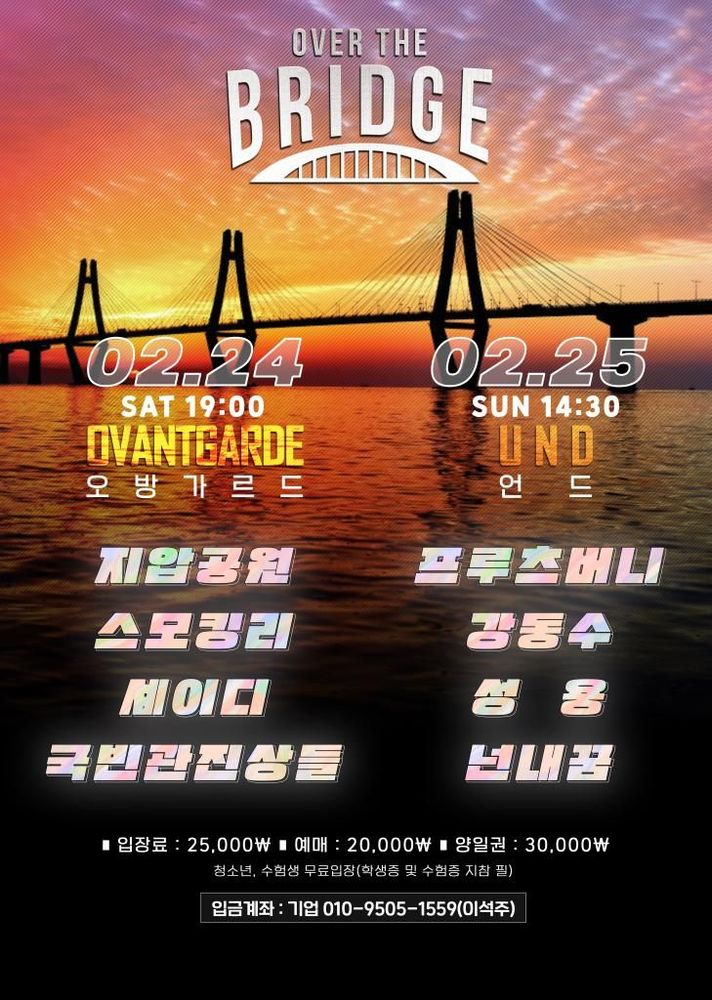 OVER THE
BRIDGE
02.24
SAT 19:00
OVANTGARDE
오방가르드
지압공원
스모킹리
세이디
국빈관진상들
02.25
SUN 14:30
UND
언드
프루츠버니
강동수
성용
넌내꿈
■ 입장료 : 25,000₩ ■ 예매 : 20,000₩ ■ 양일권 : 30,000₩
청소년, 수험생 무료입장(학생증 및 수험증 지참 필)
입금계좌 : 기업 010-9505-1559(이석주)